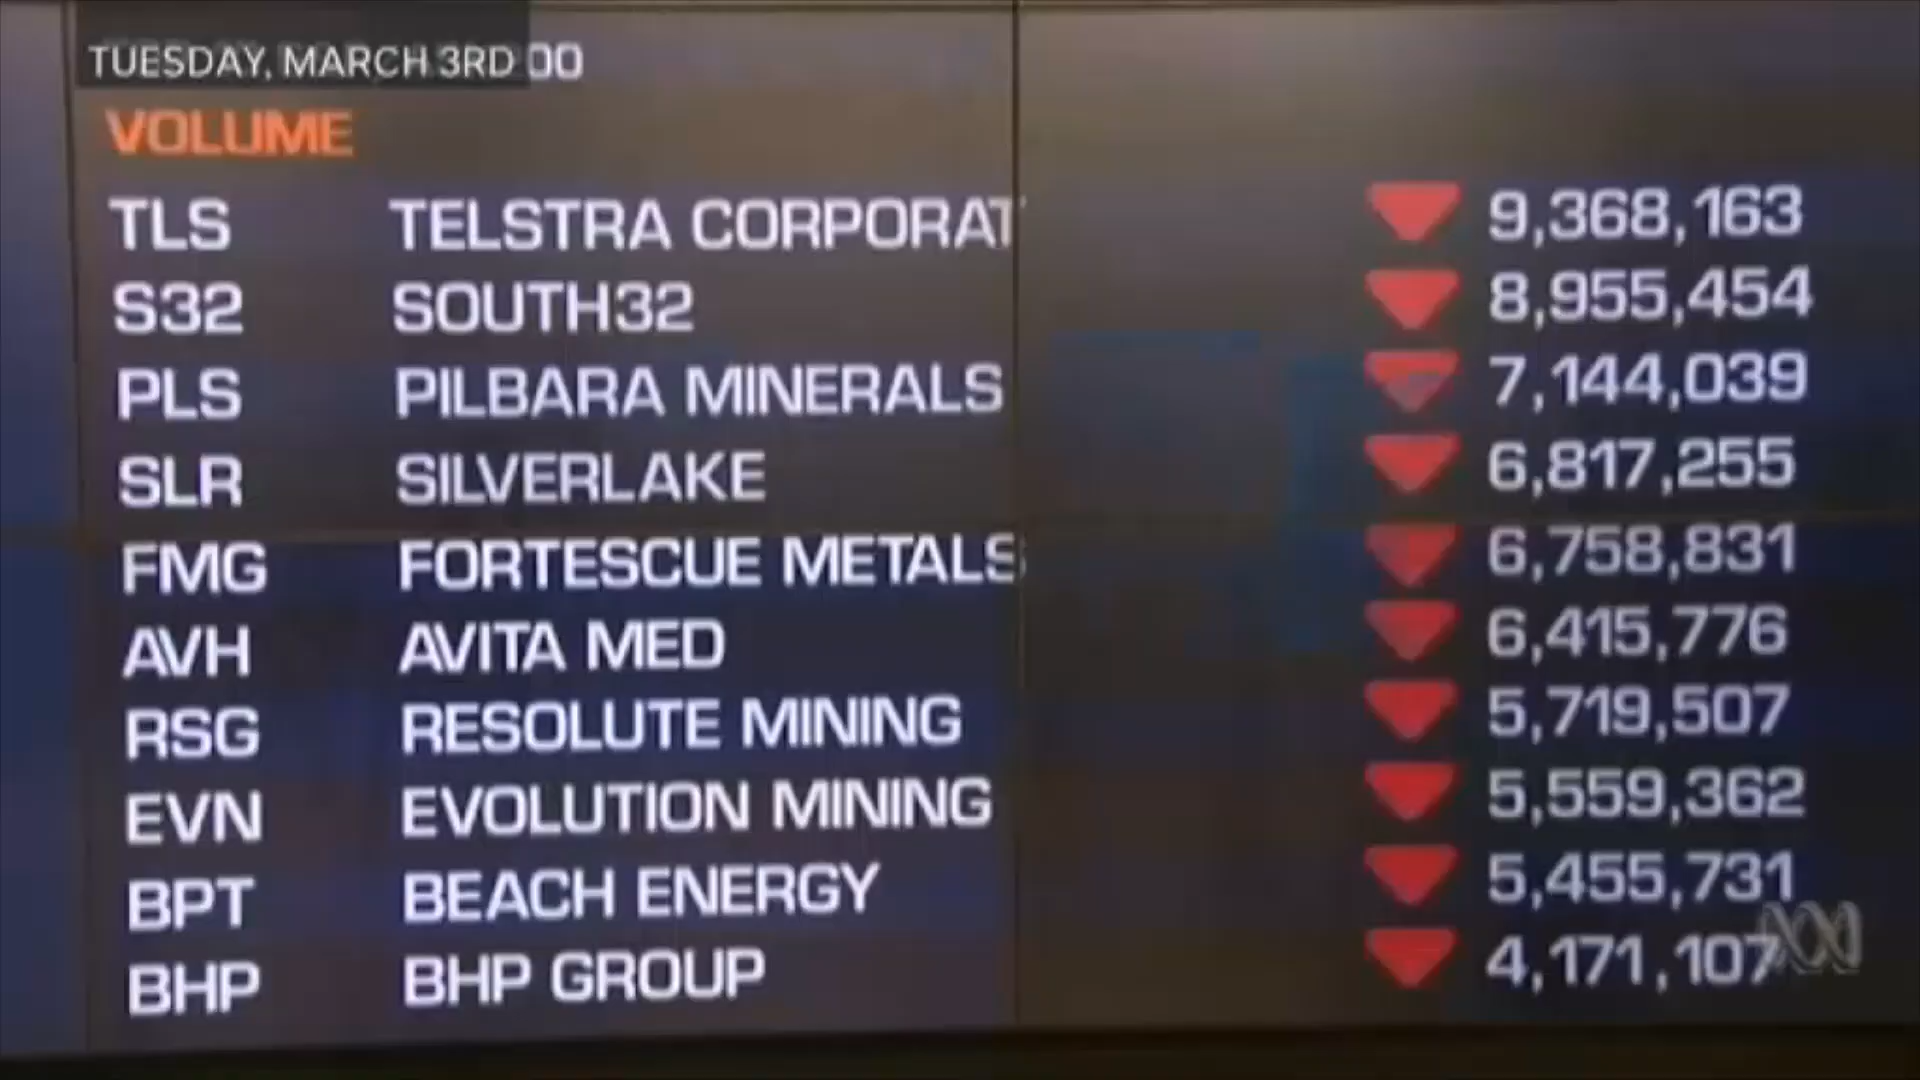 TUESDAY, MARCH 3RD 00
VOLUME
TLS TELSTRA CORPORAT 9,368,163
S32 SOUTH32 8,955,454
PLS PILBARA MINERALS 7,144,039
SLR SILVERLAKE 6,817,255
FMG FORTESCUE METALS 6,758,831
AVH AVITA MED 6,415,776
RSG RESOLUTE MINING 5,719,507
EVN EVOLUTION MINING 5,559,362
BPT BEACH ENERGY 5,455,731
BHP BHP GROUP 4,171,107